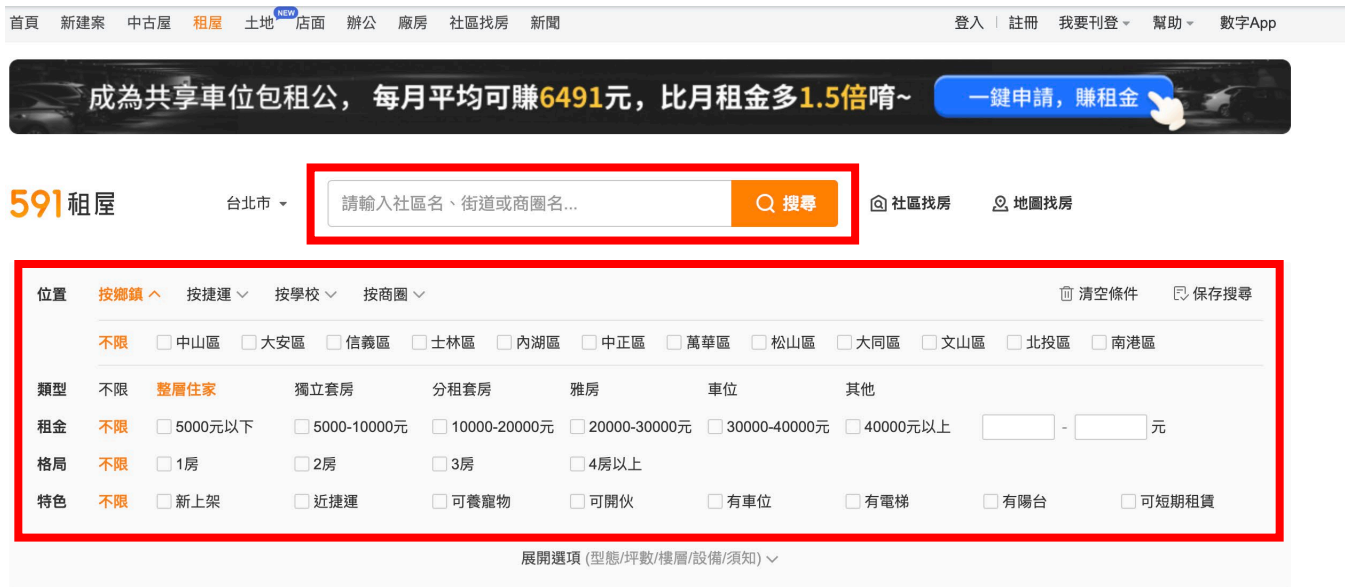 首頁 新建案 中古屋 租屋 土地 NEW 店面 辦公 廠房 社區找房 新聞 登入 註冊 我要刊登 幫助 數字App
成為共享車位包租公，每月平均可賺6491元，比月租金多1.5倍唷~ 一鍵申請，賺租金
591租屋 台北市 請輸入社區名、街道或商圈名... 搜尋 社區找房 地圖找房
位置 按鄉鎮 按捷運 按學校 按商圈 清空條件 保存搜尋
不限 中山區 大安區 信義區 士林區 內湖區 中正區 萬華區 松山區 大同區 文山區 北投區 南港區
類型 不限 整層住家 獨立套房 分租套房 雅房 車位 其他
租金 不限 5000元以下 5000-10000元 10000-20000元 20000-30000元 30000-40000元 40000元以上 - 元
格局 不限 1房 2房 3房 4房以上
特色 不限 新上架 近捷運 可養寵物 可開伙 有車位 有電梯 有陽台 可短期租賃
展開選項 (型態/坪數/樓層/設備/須知)